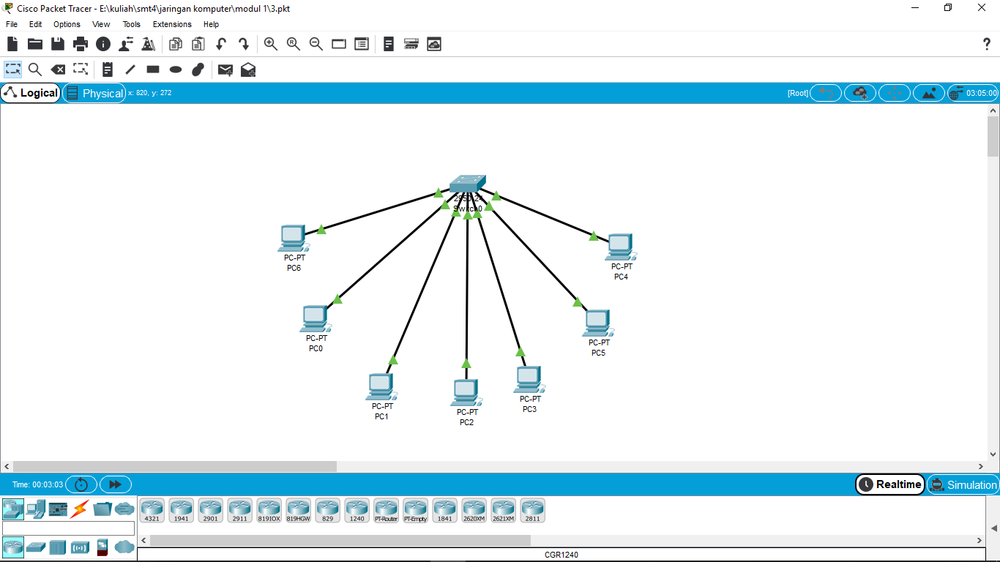 Cisco Packet Tracer - E:\kuliah\smt4\jaringan komputer\modul 1\3.pkt
File Edit Options View Tools Extensions Help
Logical Physical x: 820, y: 272 [Root] 03:05:00
2950-24
Switch0
PC-PT
PC6
PC-PT
PC4
PC-PT
PC0
PC-PT
PC5
PC-PT
PC3
PC-PT
PC1
PC-PT
PC2
Time: 00:03:03 Realtime Simulation
4321 1941 2901 2911 819IOX 819HGW 829 1240 PT-Router PT-Empty 1841 2620XM 2621XM 2811
CGR1240